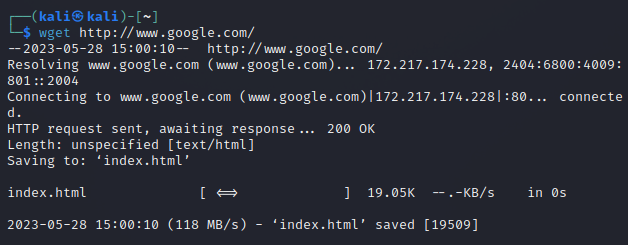 ┌──(kali㉿kali)-[~]
└─$ wget http://www.google.com/
--2023-05-28 15:00:10--  http://www.google.com/
Resolving www.google.com (www.google.com)... 172.217.174.228, 2404:6800:4009:
801::2004
Connecting to www.google.com (www.google.com)|172.217.174.228|:80... connecte
d.
HTTP request sent, awaiting response... 200 OK
Length: unspecified [text/html]
Saving to: ‘index.html’
index.html              [ <=>                ]  19.05K  --.-KB/s    in 0s
2023-05-28 15:00:10 (118 MB/s) - ‘index.html’ saved [19509]